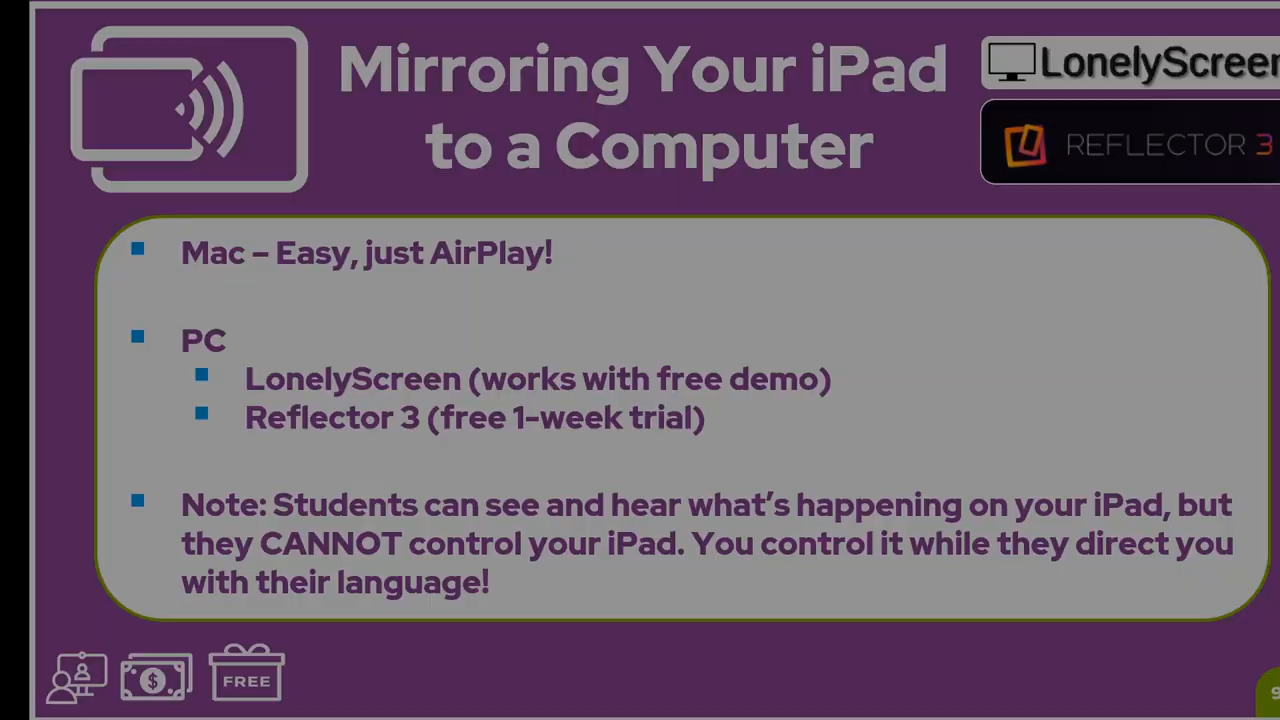 Mirroring Your iPad
to a Computer
LonelyScreen
REFLECTOR 3
Mac – Easy, just AirPlay!
PC
LonelyScreen (works with free demo)
Reflector 3 (free 1-week trial)
Note: Students can see and hear what’s happening on your iPad, but
they CANNOT control your iPad. You control it while they direct you
with their language!
$
FREE
9